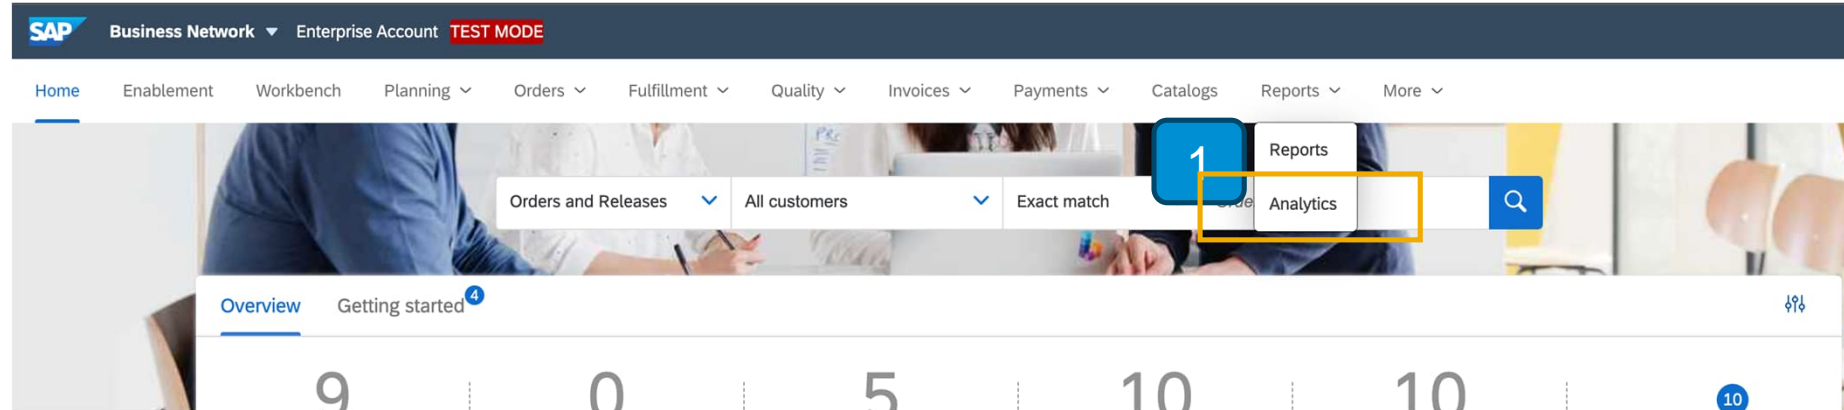 SAP Business Network Enterprise Account TEST MODE
Home Enablement Workbench Planning Orders Fulfillment Quality Invoices Payments Catalogs Reports More
1
Reports
Orders and Releases All customers Exact match Analytics
Overview Getting started 4
9 0 5 10 10 10